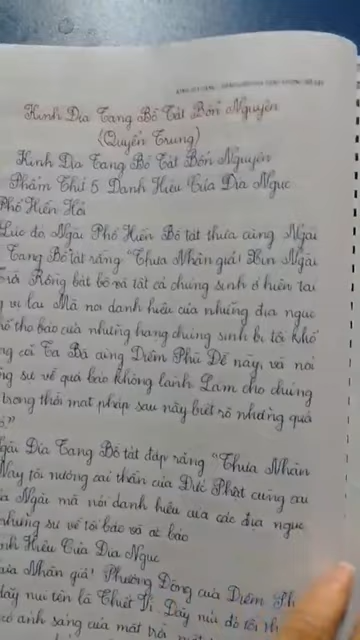 Kinh Địa Tạng Bồ Tát Bổn Nguyện
(Quyển Trung)
Kinh Địa Tạng Bồ Tát Bổn Nguyện
Phẩm Thứ 5 Danh Hiệu Của Địa Ngục
Phổ Hiền Hỏi
Lúc đó Ngài Phổ Hiền Bồ tát thưa cùng Ngài
Tạng Bồ tát rằng "Thưa Nhân giả! Xin Ngài
Trời Rồng bát bộ và tất cả chúng sinh ở hiện tại
vị lai Mà nói danh hiệu của những địa ngục
thọ báo của những hạng chúng sinh bị tội khổ
cõi Ta Bà cùng Diêm Phù Đề này, và nói
sự về quả báo không lành Làm cho chúng
trong thời mạt pháp sau này biết rõ những quả
Địa Tạng Bồ tát đáp rằng "Thưa Nhân
Nay tôi nương oai thần của Đức Phật cùng oai
Ngài mà nói danh hiệu của các địa ngục
những sự về tội báo và ác báo
Hiệu Của Địa Ngục
Nhân giả! Phương Đông của Diêm Ph
dãy núi tên là Thiết Vi. Dãy núi đó tối th
có ánh sáng của mặt trời